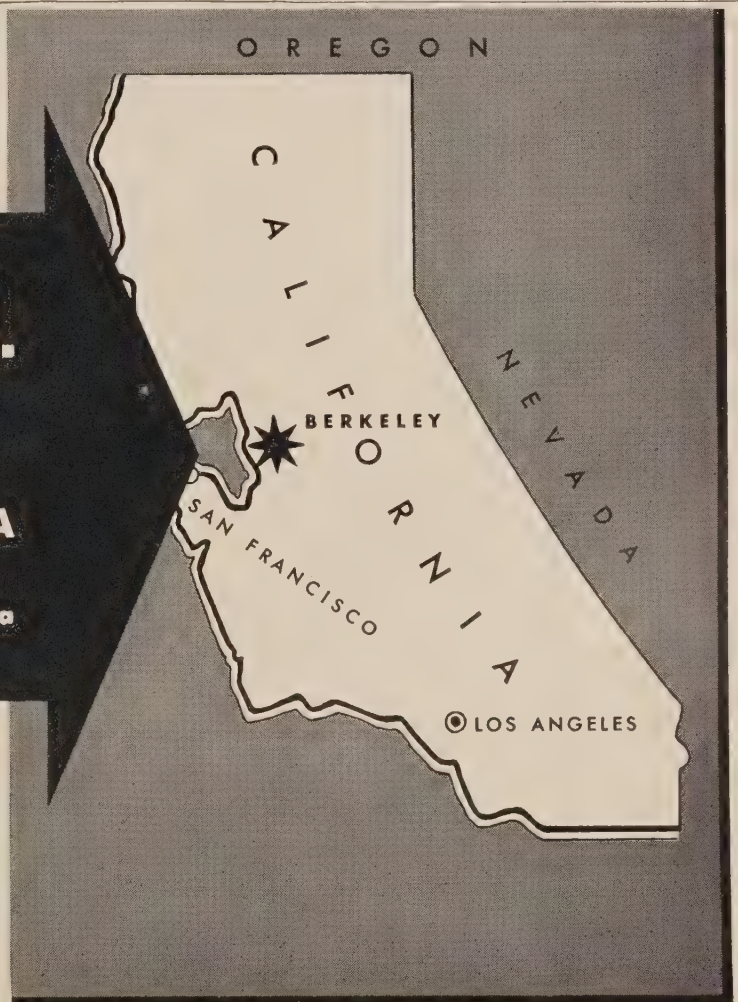 OREGON
CALIFORNIA
NEVADA
BERKELEY
SAN FRANCISCO
LOS ANGELES
A
a